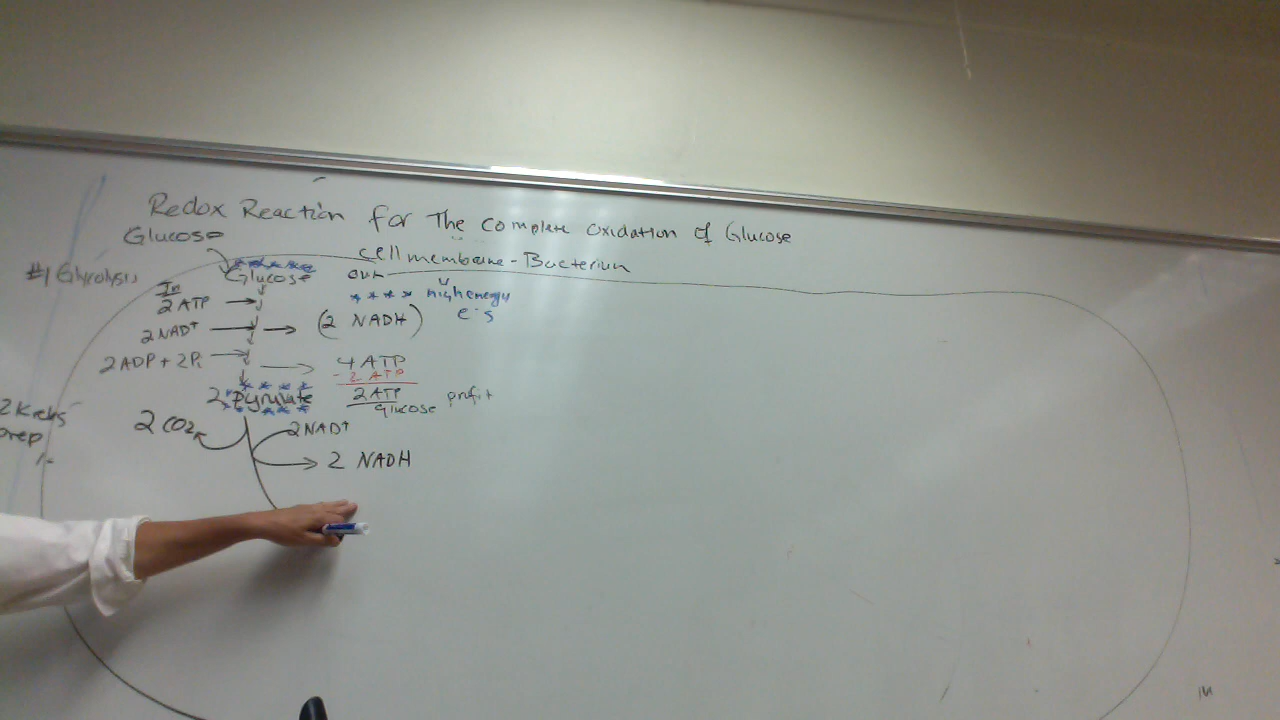 Redox Reaction for The Complete Oxidation of Glucose
Glucose
cell membrane - Bacterium
#1 Glycolysis
Glucose
out
In
**** high energy
e-s
2 ATP
2 NAD+
(2 NADH)
2 ADP + 2Pi
4 ATP
- 2 ATP
2 Pyruvate
2 ATP profit
Glucose
2 Krebs
prep
2 CO2
2 NAD+
2 NADH